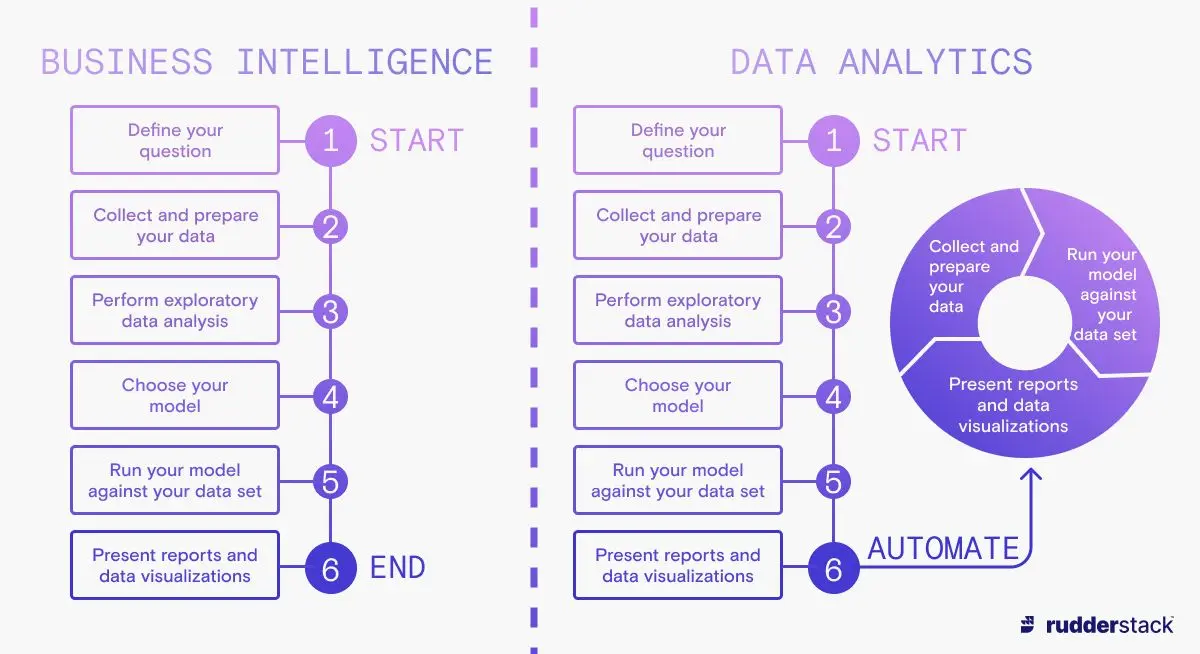 BUSINESS INTELLIGENCE
Define your
question
1
START
Collect and prepare
your data
2
Perform exploratory
data analysis
3
Choose your
model
4
Run your model
against your data set
5
Present reports and
data visualizations
6
END
DATA ANALYTICS
Define your
question
1
START
Collect and prepare
your data
2
Perform exploratory
data analysis
3
Choose your
model
4
Run your model
against your data set
5
Present reports and
data visualizations
6
AUTOMATE
Collect and
prepare
your
data
Run your
model
against
your
data set
Present reports
and data
visualizations
rudderstack